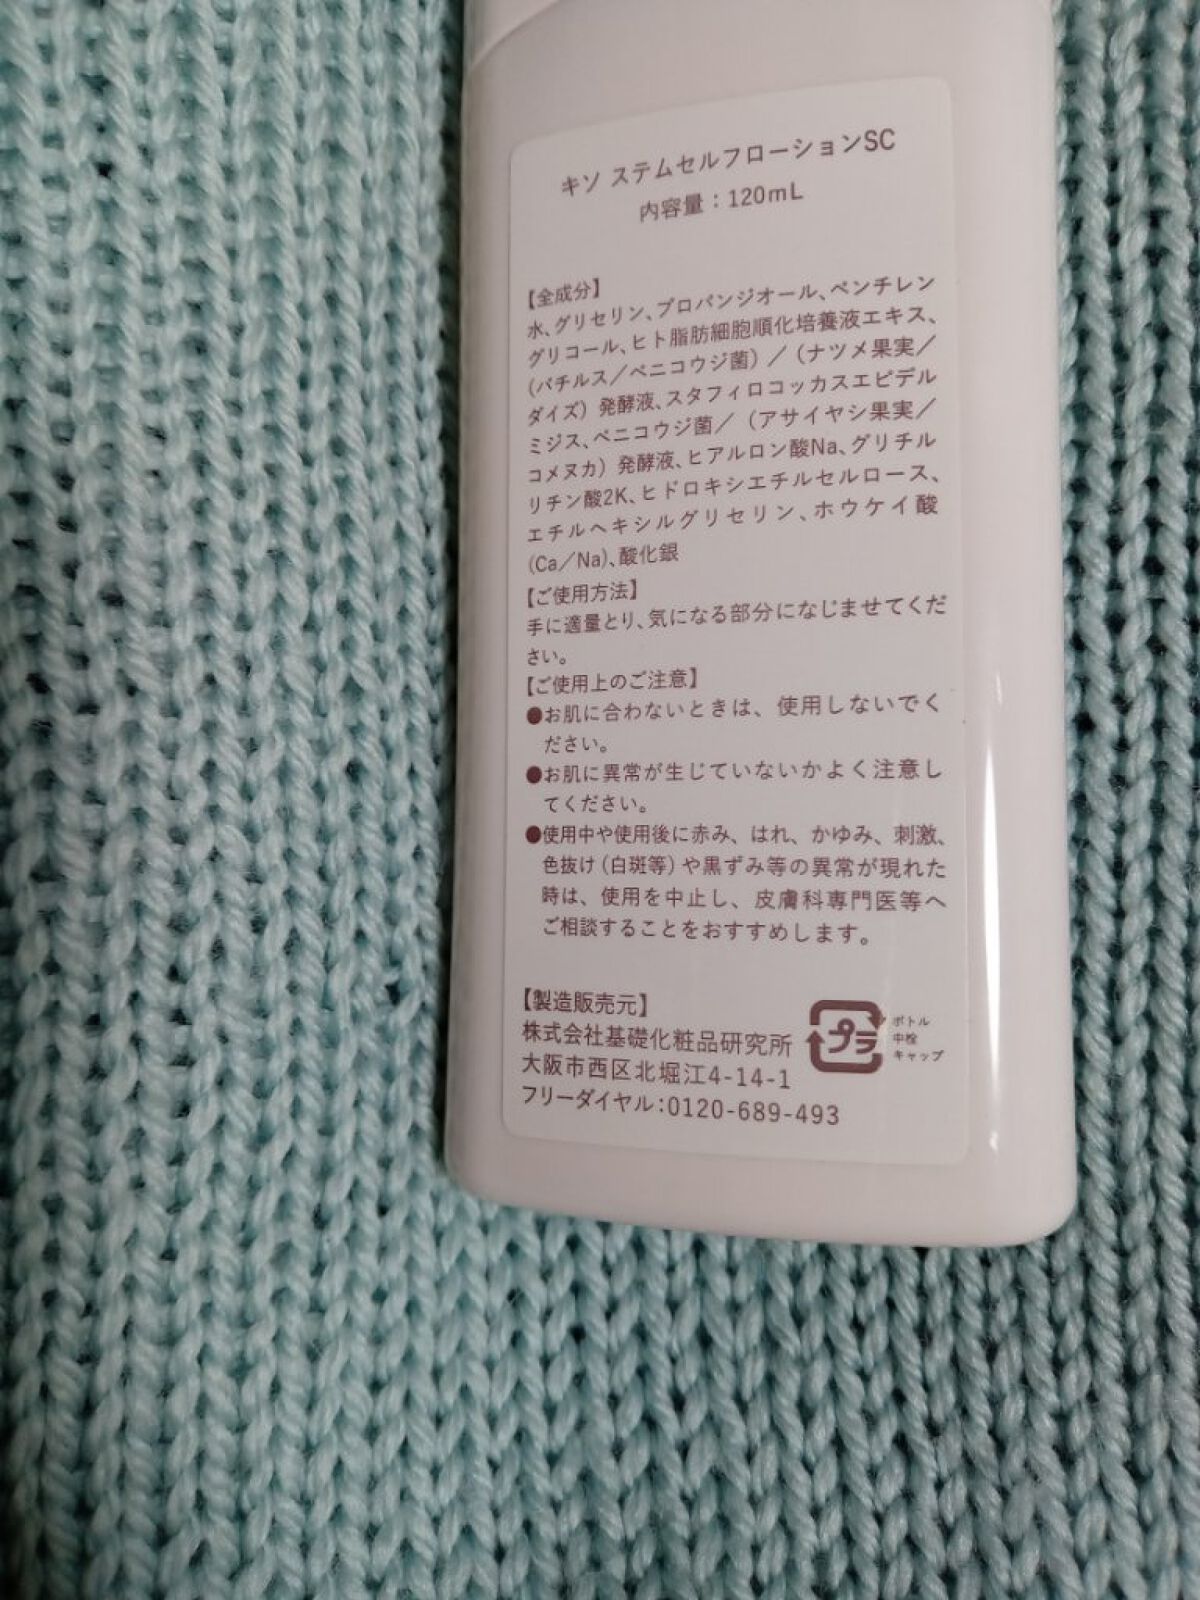 キソ ステムセルフローションSC
内容量：120mL
【全成分】
水、グリセリン、プロパンジオール、ペンチレン
グリコール、ヒト脂肪細胞順化培養液エキス、
(バチルス／ベニコウジ菌)／(ナツメ果実／
ダイズ)発酵液、スタフィロコッカスエピデル
ミジス、ベニコウジ菌／(アサイヤシ果実／
コメヌカ)発酵液、ヒアルロン酸Na、グリチル
リチン酸2K、ヒドロキシエチルセルロース、
エチルヘキシルグリセリン、ホウケイ酸
(Ca／Na)、酸化銀
【ご使用方法】
手に適量とり、気になる部分になじませてくだ
さい。
【ご使用上のご注意】
●お肌に合わないときは、使用しないでく
ださい。
●お肌に異常が生じていないかよく注意し
てください。
●使用中や使用後に赤み、はれ、かゆみ、刺激、
色抜け(白斑等)や黒ずみ等の異常が現れた
時は、使用を中止し、皮膚科専門医等へ
ご相談することをおすすめします。
【製造販売元】
株式会社基礎化粧品研究所
大阪市西区北堀江4-14-1
フリーダイヤル：0120-689-493
プラ
ボトル
中栓
キャップ